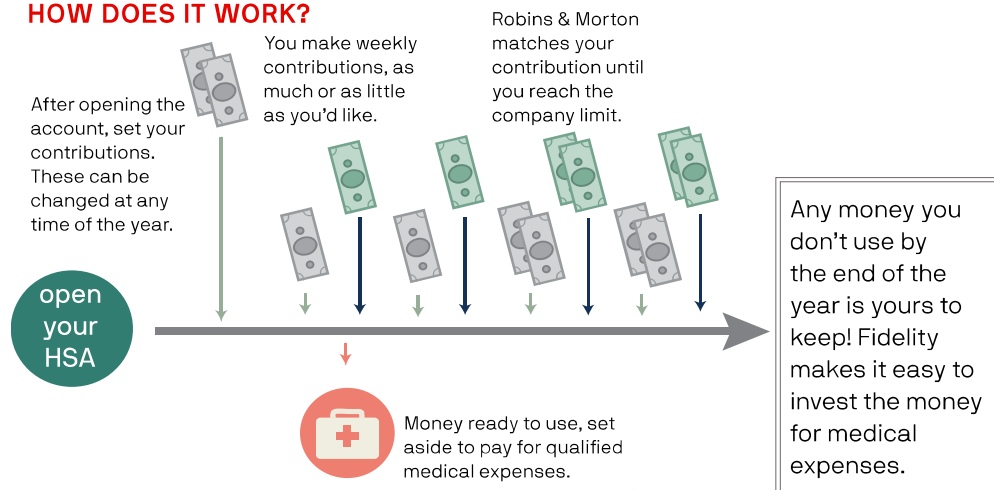 HOW DOES IT WORK?
After opening the
account, set your
contributions.
These can be
changed at any
time of the year.
You make weekly
contributions, as
much or as little
as you'd like.
Robins & Morton
matches your
contribution until
you reach the
company limit.
open
your
HSA
Money ready to use, set
aside to pay for qualified
medical expenses.
Any money you
don't use by
the end of the
year is yours to
keep! Fidelity
makes it easy to
invest the money
for medical
expenses.